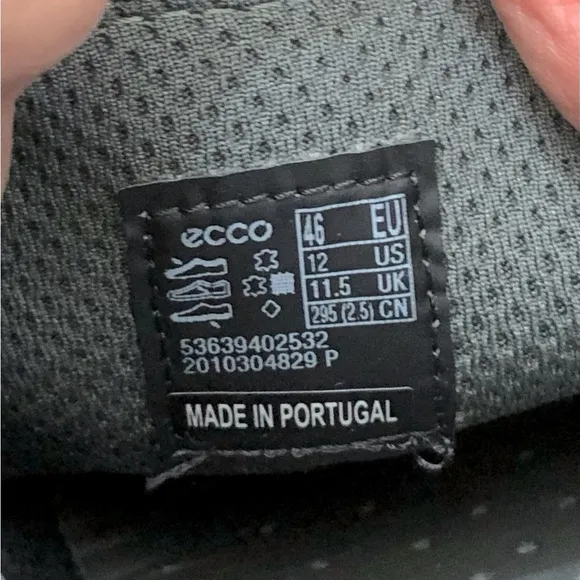 ecco
46 EU
12 US
11.5 UK
295 (2.5) CN
53639402532
2010304829 P
MADE IN PORTUGAL